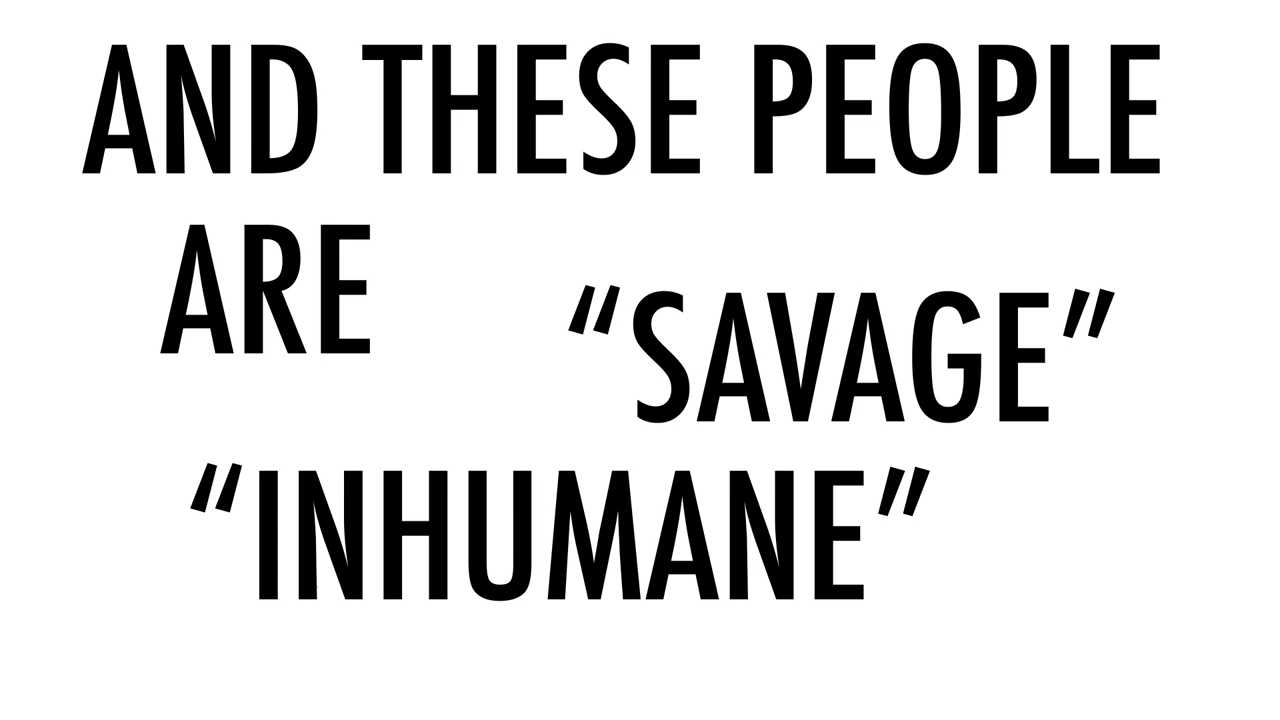 AND THESE PEOPLE
ARE
“SAVAGE”
“INHUMANE”